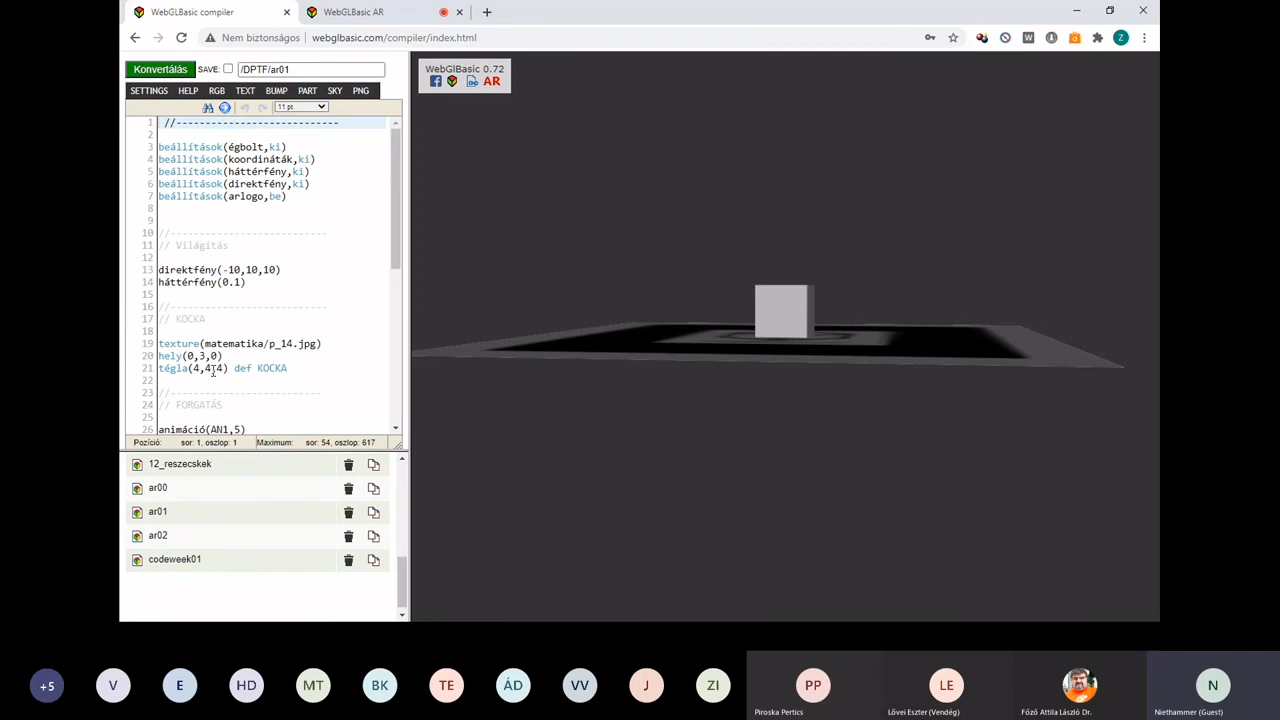 WebGLBasic compiler
WebGLBasic AR
Nem biztonságos
webglbasic.com/compiler/index.html
W
a
Z
Konvertálás
SAVE:
/DPTF/ar01
WebGlBasic 0.72
AR
SETTINGS
HELP
RGB
TEXT
BUMP
PART
SKY
PNG
11 pt
1 //---------------------------
2
3 beállítások(égbolt,ki)
4 beállítások(koordináták,ki)
5 beállítások(háttérfény,ki)
6 beállítások(direktfény,ki)
7 beállítások(arlogo,be)
8
9
10 //--------------------------
11 // Világítás
12
13 direktfény(-10,10,10)
14 háttérfény(0.1)
15
16 //--------------------------
17 // KOCKA
18
19 texture(matematika/p_14.jpg)
20 hely(0,3,0)
21 tégla(4,4,4) def KOCKA
22
23 //-------------------------
24 // FORGATÁS
25
26 animáció(AN1,5)
Pozíció: sor: 1, oszlop: 1 Maximum: sor: 54, oszlop: 617
12_reszecskek
ar00
ar01
ar02
codeweek01
+5
V
E
HD
MT
BK
TE
ÁD
VV
J
ZI
PP
Piroska Pertics
LE
Lővei Eszter (Vendég)
Főző Attila László Dr.
N
Niethammer (Guest)